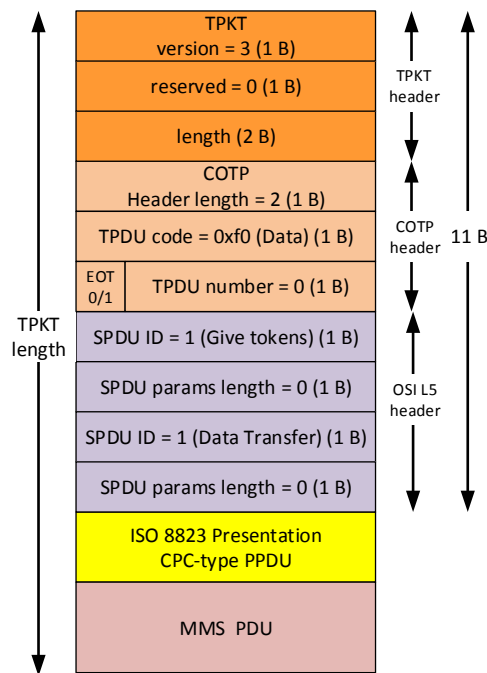 TPKT
version = 3 (1 B)
reserved = 0 (1 B)
length (2 B)
COTP
Header length = 2 (1 B)
TPDU code = 0xf0 (Data) (1 B)
EOT
0/1
TPDU number = 0 (1 B)
SPDU ID = 1 (Give tokens) (1 B)
SPDU params length = 0 (1 B)
SPDU ID = 1 (Data Transfer) (1 B)
SPDU params length = 0 (1 B)
ISO 8823 Presentation
CPC-type PPDU
MMS PDU
TPKT
length
TPKT
header
COTP
header
OSI L5
header
11 B